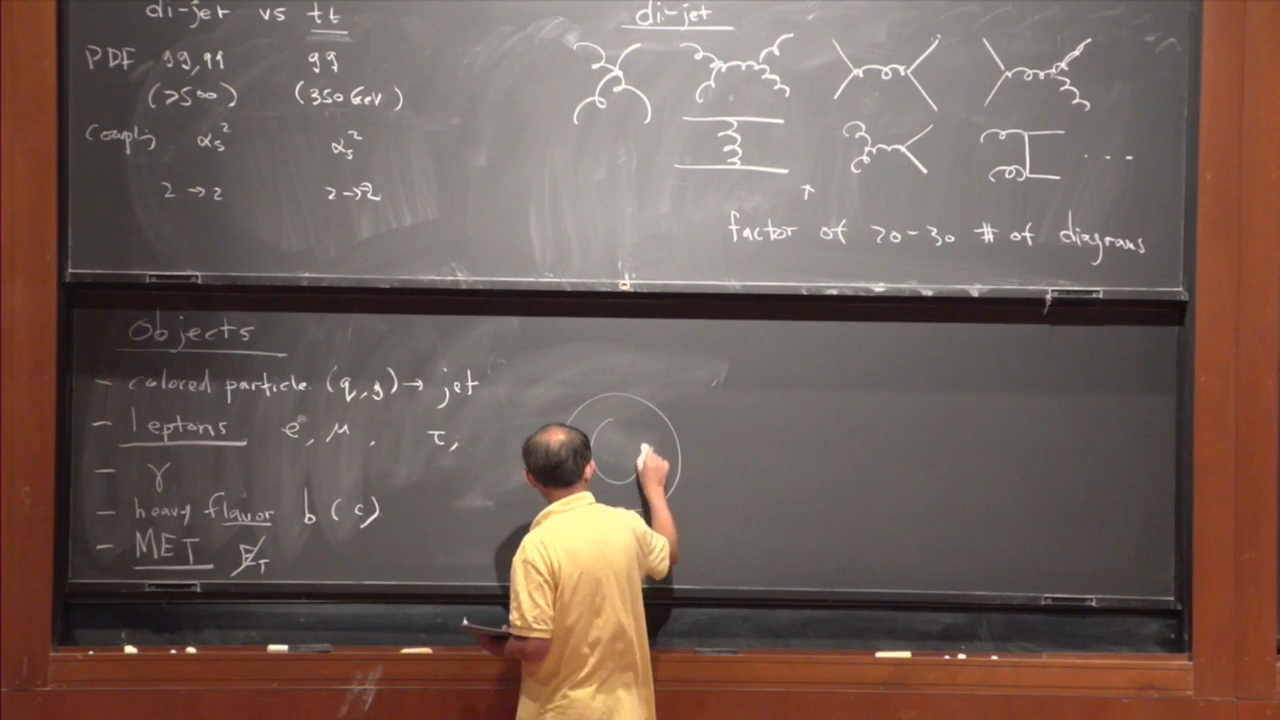 di-jet vs tt
PDF gg, qq gg
(>500) (350 GeV)
Coupling αs² αs²
2 → 2 2 → 2
di-jet
...
↑
factor of 20-30 # of diagrams
Objects
- colored particle (q, g) → jet
- leptons e, μ, τ,
- γ
- heavy flavor b (c)
- MET E̸T